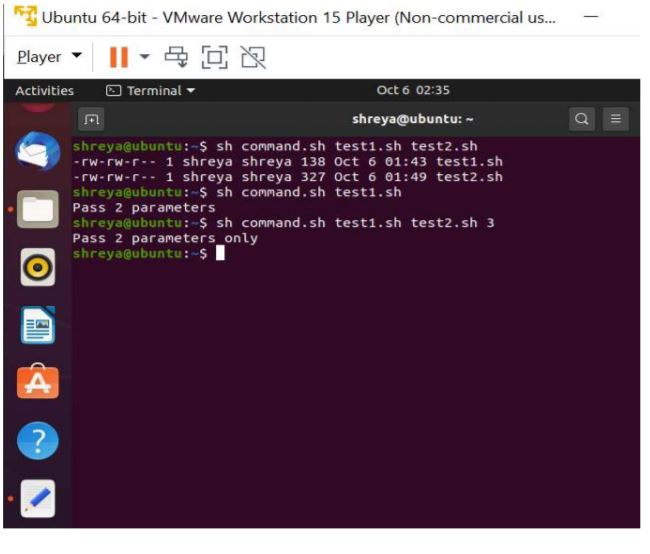 Ubuntu 64-bit - VMware Workstation 15 Player (Non-commercial us...
Player
Activities Terminal Oct 6 02:35
shreya@ubuntu: ~
shreya@ubuntu:~$ sh command.sh test1.sh test2.sh
-rw-rw-r-- 1 shreya shreya 138 Oct 6 01:43 test1.sh
-rw-rw-r-- 1 shreya shreya 327 Oct 6 01:49 test2.sh
shreya@ubuntu:~$ sh command.sh test1.sh
Pass 2 parameters
shreya@ubuntu:~$ sh command.sh test1.sh test2.sh 3
Pass 2 parameters only
shreya@ubuntu:~$